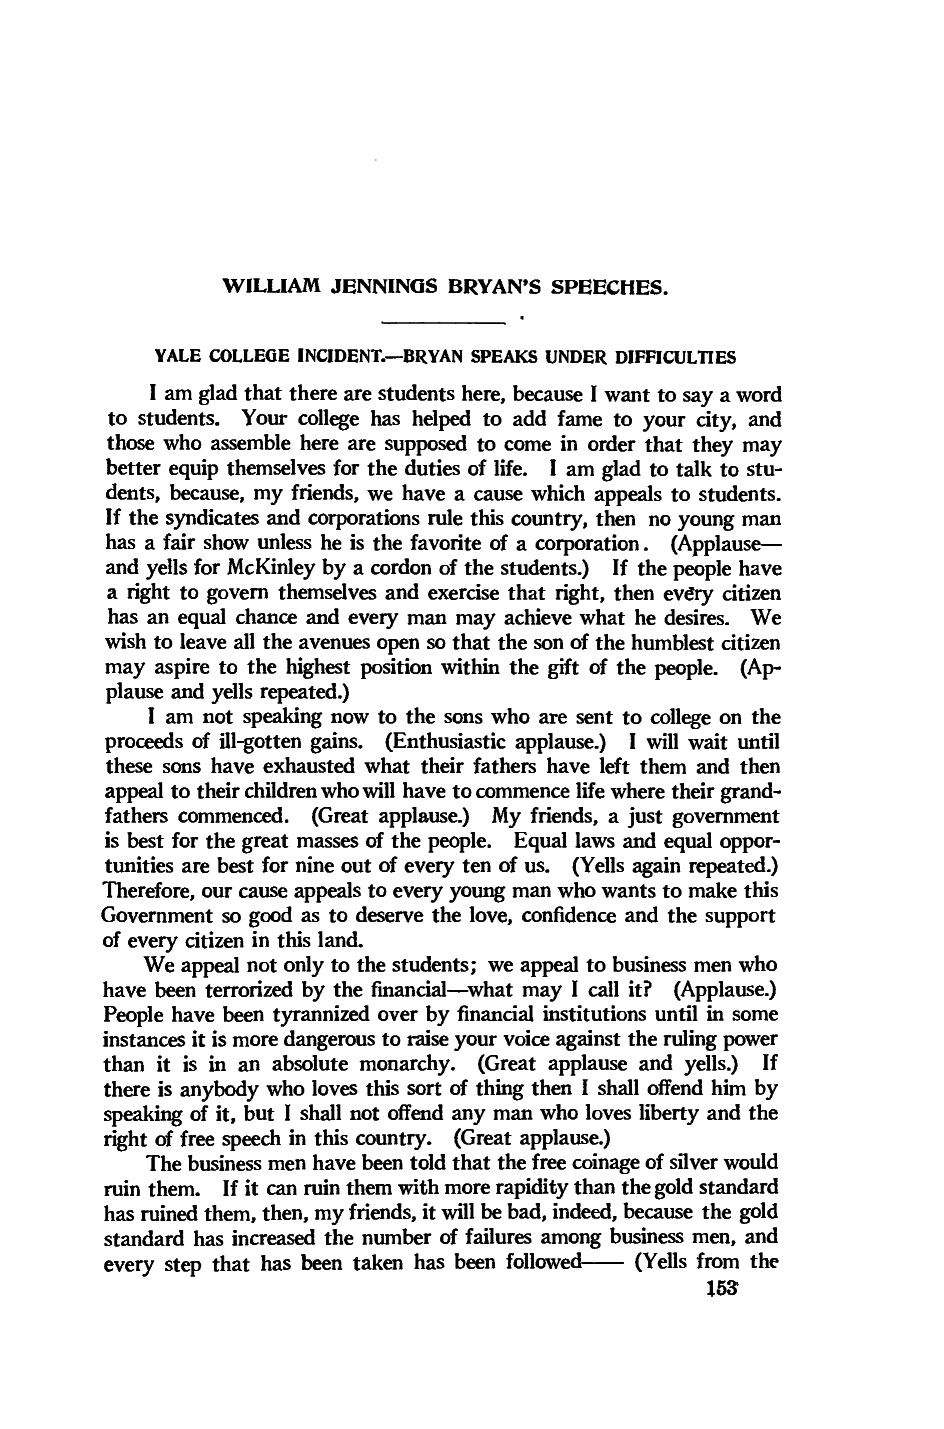 WILLIAM JENNINGS BRYAN'S SPEECHES.
YALE COLLEGE INCIDENT.—BRYAN SPEAKS UNDER DIFFICULTIES
I am glad that there are students here, because I want to say a word
to students. Your college has helped to add fame to your city, and
those who assemble here are supposed to come in order that they may
better equip themselves for the duties of life. I am glad to talk to stu-
dents, because, my friends, we have a cause which appeals to students.
If the syndicates and corporations rule this country, then no young man
has a fair show unless he is the favorite of a corporation. (Applause—
and yells for McKinley by a cordon of the students.) If the people have
a right to govern themselves and exercise that right, then every citizen
has an equal chance and every man may achieve what he desires. We
wish to leave all the avenues open so that the son of the humblest citizen
may aspire to the highest position within the gift of the people. (Ap-
plause and yells repeated.)
I am not speaking now to the sons who are sent to college on the
proceeds of ill-gotten gains. (Enthusiastic applause.) I will wait until
these sons have exhausted what their fathers have left them and then
appeal to their children who will have to commence life where their grand-
fathers commenced. (Great applause.) My friends, a just government
is best for the great masses of the people. Equal laws and equal oppor-
tunities are best for nine out of every ten of us. (Yells again repeated.)
Therefore, our cause appeals to every young man who wants to make this
Government so good as to deserve the love, confidence and the support
of every citizen in this land.
We appeal not only to the students; we appeal to business men who
have been terrorized by the financial—what may I call it? (Applause.)
People have been tyrannized over by financial institutions until in some
instances it is more dangerous to raise your voice against the ruling power
than it is in an absolute monarchy. (Great applause and yells.) If
there is anybody who loves this sort of thing then I shall offend him by
speaking of it, but I shall not offend any man who loves liberty and the
right of free speech in this country. (Great applause.)
The business men have been told that the free coinage of silver would
ruin them. If it can ruin them with more rapidity than the gold standard
has ruined them, then, my friends, it will be bad, indeed, because the gold
standard has increased the number of failures among business men, and
every step that has been taken has been followed—— (Yells from the
153